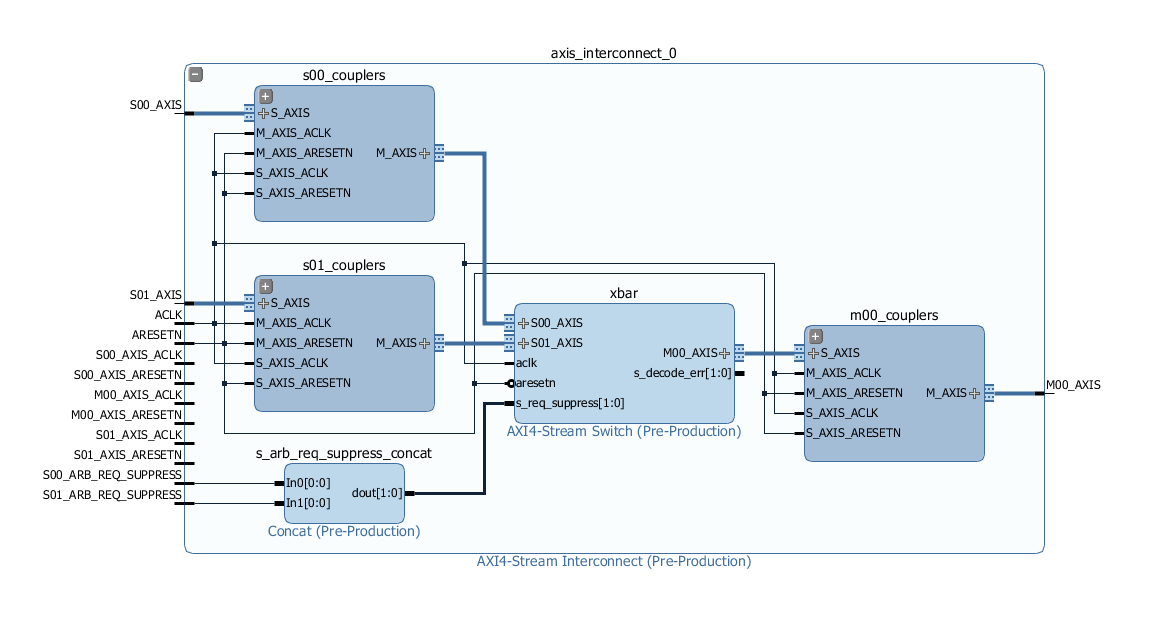 axis_interconnect_0
s00_couplers
S00_AXIS
S_AXIS
M_AXIS_ACLK
M_AXIS_ARESETN
M_AXIS
S_AXIS_ACLK
S_AXIS_ARESETN
s01_couplers
S01_AXIS
S_AXIS
M_AXIS_ACLK
M_AXIS_ARESETN
M_AXIS
S_AXIS_ACLK
S_AXIS_ARESETN
ACLK
ARESETN
S00_AXIS_ACLK
S00_AXIS_ARESETN
M00_AXIS_ACLK
M00_AXIS_ARESETN
S01_AXIS_ACLK
S01_AXIS_ARESETN
S00_ARB_REQ_SUPPRESS
S01_ARB_REQ_SUPPRESS
xbar
S00_AXIS
S01_AXIS
M00_AXIS
aclk
s_decode_err[1:0]
aresetn
s_req_suppress[1:0]
AXI4-Stream Switch (Pre-Production)
m00_couplers
S_AXIS
M_AXIS_ACLK
M_AXIS_ARESETN
M_AXIS
S_AXIS_ACLK
S_AXIS_ARESETN
M00_AXIS
s_arb_req_suppress_concat
In0[0:0]
In1[0:0]
dout[1:0]
Concat (Pre-Production)
AXI4-Stream Interconnect (Pre-Production)